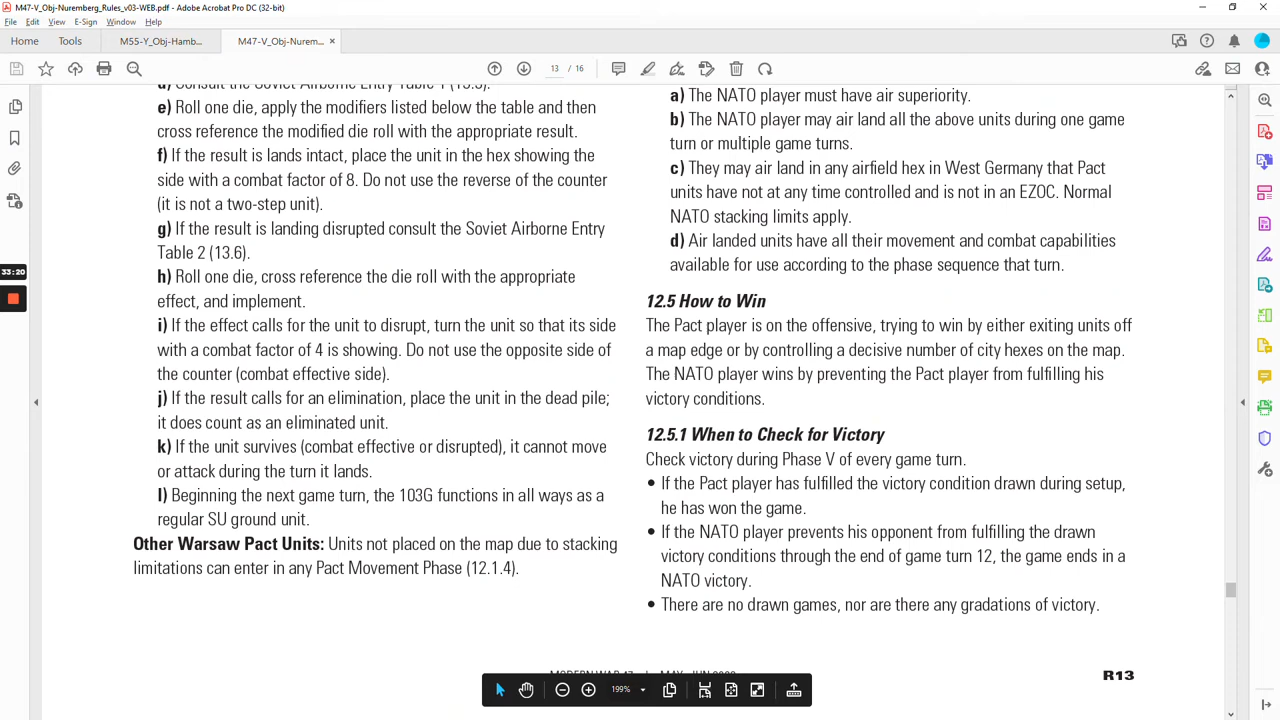 M47-V_Obj-Nuremberg_Rules_v03-WEB.pdf - Adobe Acrobat Pro DC (32-bit)
File Edit View E-Sign Window Help
Home Tools M55-Y_Obj-Hamb... M47-V_Obj-Nurem... ×
13 / 16
d) Consult the Soviet Airborne Entry Table 1 (13.5).
e) Roll one die, apply the modifiers listed below the table and then
cross reference the modified die roll with the appropriate result.
f) If the result is lands intact, place the unit in the hex showing the
side with a combat factor of 8. Do not use the reverse of the counter
(it is not a two-step unit).
g) If the result is landing disrupted consult the Soviet Airborne Entry
Table 2 (13.6).
h) Roll one die, cross reference the die roll with the appropriate
effect, and implement.
i) If the effect calls for the unit to disrupt, turn the unit so that its side
with a combat factor of 4 is showing. Do not use the opposite side of
the counter (combat effective side).
j) If the result calls for an elimination, place the unit in the dead pile;
it does count as an eliminated unit.
k) If the unit survives (combat effective or disrupted), it cannot move
or attack during the turn it lands.
l) Beginning the next game turn, the 103G functions in all ways as a
regular SU ground unit.
Other Warsaw Pact Units: Units not placed on the map due to stacking
limitations can enter in any Pact Movement Phase (12.1.4).
a) The NATO player must have air superiority.
b) The NATO player may air land all the above units during one game
turn or multiple game turns.
c) They may air land in any airfield hex in West Germany that Pact
units have not at any time controlled and is not in an EZOC. Normal
NATO stacking limits apply.
d) Air landed units have all their movement and combat capabilities
available for use according to the phase sequence that turn.
12.5 How to Win
The Pact player is on the offensive, trying to win by either exiting units off
a map edge or by controlling a decisive number of city hexes on the map.
The NATO player wins by preventing the Pact player from fulfilling his
victory conditions.
12.5.1 When to Check for Victory
Check victory during Phase V of every game turn.
• If the Pact player has fulfilled the victory condition drawn during setup,
he has won the game.
• If the NATO player prevents his opponent from fulfilling the drawn
victory conditions through the end of game turn 12, the game ends in a
NATO victory.
• There are no drawn games, nor are there any gradations of victory.
R13
33:20
199%